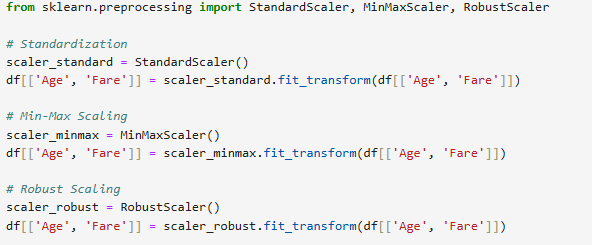 from sklearn.preprocessing import StandardScaler, MinMaxScaler, RobustScaler
# Standardization
scaler_standard = StandardScaler()
df[['Age', 'Fare']] = scaler_standard.fit_transform(df[['Age', 'Fare']])
# Min-Max Scaling
scaler_minmax = MinMaxScaler()
df[['Age', 'Fare']] = scaler_minmax.fit_transform(df[['Age', 'Fare']])
# Robust Scaling
scaler_robust = RobustScaler()
df[['Age', 'Fare']] = scaler_robust.fit_transform(df[['Age', 'Fare']])